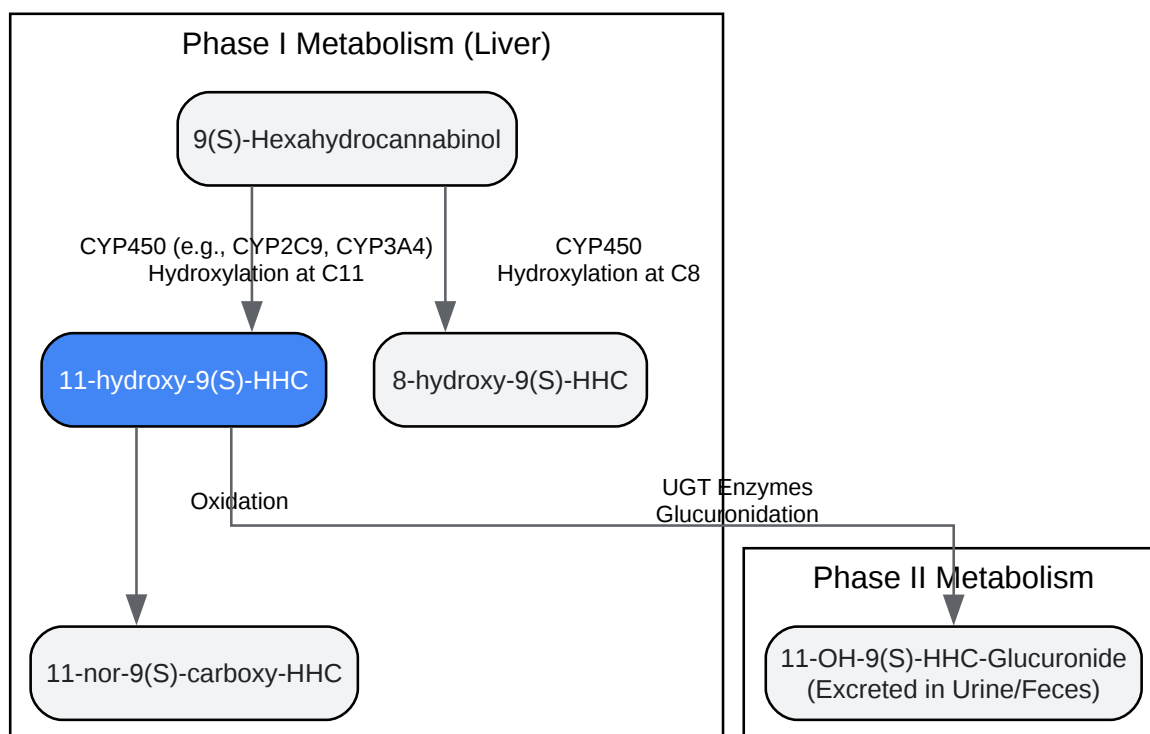 Phase I Metabolism (Liver)
9(S)-Hexahydrocannabinol
CYP450 (e.g., CYP2C9, CYP3A4)
Hydroxylation at C11
CYP450
Hydroxylation at C8
11-hydroxy-9(S)-HHC
8-hydroxy-9(S)-HHC
Oxidation
UGT Enzymes
Glucuronidation
Phase II Metabolism
11-nor-9(S)-carboxy-HHC
11-OH-9(S)-HHC-Glucuronide
(Excreted in Urine/Feces)